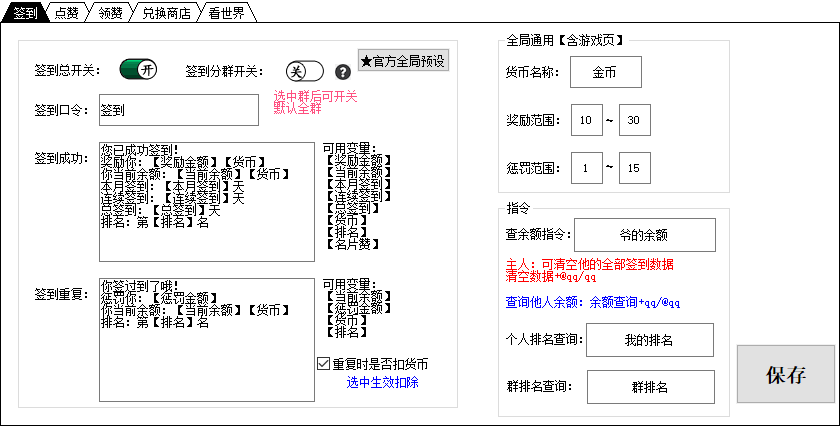 签到 点赞 领赞 兑换商店 看世界
签到总开关： 开 签到分群开关： 关 ? ★官方全局预设
选中群后可开关
默认全群
签到口令： 签到
签到成功：
您已成功签到！
奖励你：【奖励金额】【货币】
你当前余额：【当前余额】【货币】
本月签到：【本月签到】天
连续签到：【连续签到】天
总签到：【总签到】天
排名：第【排名】名
可用变量：
【奖励金额】
【当前余额】
【本月签到】
【连续签到】
【总签到】
【货币】
【排名】
【名片赞】
签到重复：
你签过到了哦！
惩罚你：【惩罚金额】
你当前余额：【当前余额】【货币】
排名：第【排名】名
可用变量：
【当前余额】
【惩罚金额】
【货币】
【排名】
重复时是否扣货币
选中生效扣除
全局通用【含游戏页】
货币名称： 金币
奖励范围： 10 ~ 30
惩罚范围： 1 ~ 15
指令
查余额指令： 爷的余额
主人：可清空他的全部签到数据
清空数据+@qq/qq
查询他人余额：余额查询+qq/@qq
个人排名查询： 我的排名
群排名查询： 群排名
保存